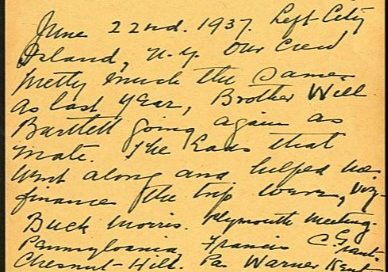 June 22nd. 1937. Left City
Island, N.Y. Our Crew
Pretty much the same
as last year, Brother Will
Bartlett going again as
mate. The Lads that
went along and helped us
finance the trip were, viz.
Buck Morris. Plymouth Meeting
Pennsylvania Francis C. Grant.
Chesnut-Hill. Pa Warner Kent